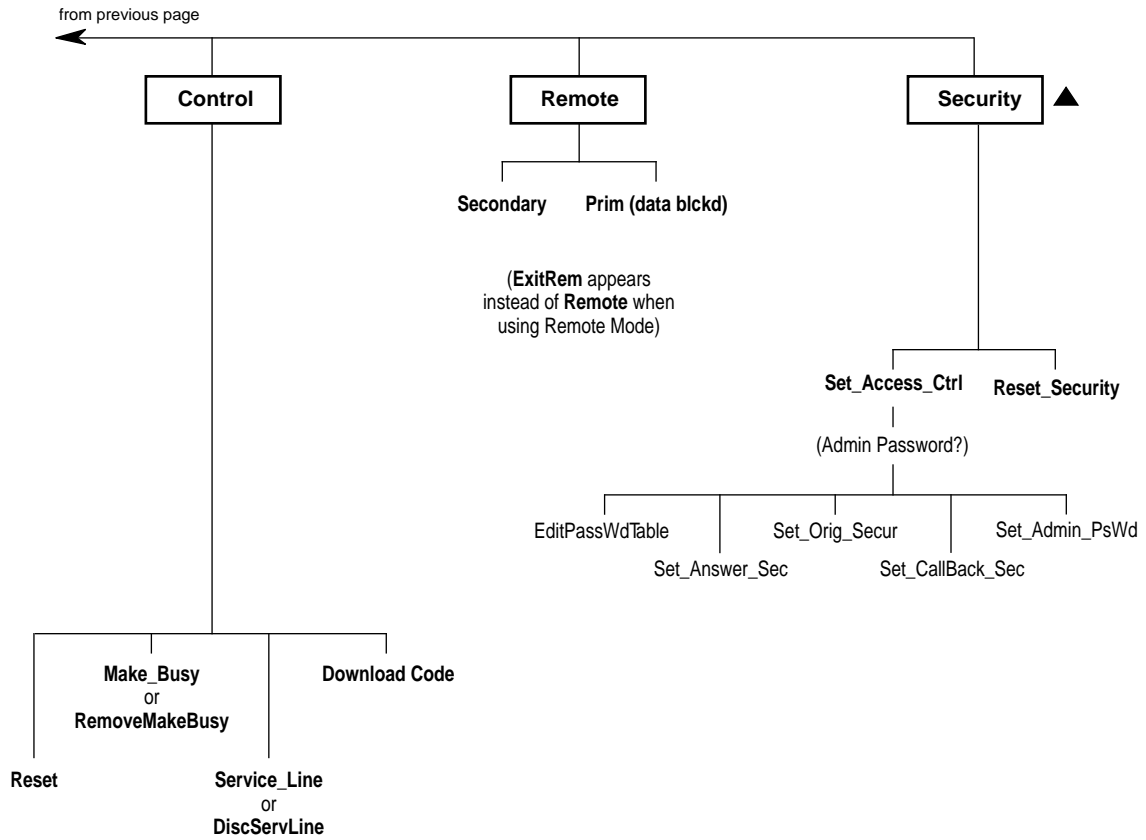 from previous page
Control
Remote
Security
Secondary
Prim (data blckd)
(ExitRem appears
instead of Remote when
using Remote Mode)
Set_Access_Ctrl
Reset_Security
(Admin Password?)
EditPassWdTable
Set_Orig_Secur
Set_Admin_PsWd
Set_Answer_Sec
Set_CallBack_Sec
Make_Busy
or
RemoveMakeBusy
Download Code
Reset
Service_Line
or
DiscServLine